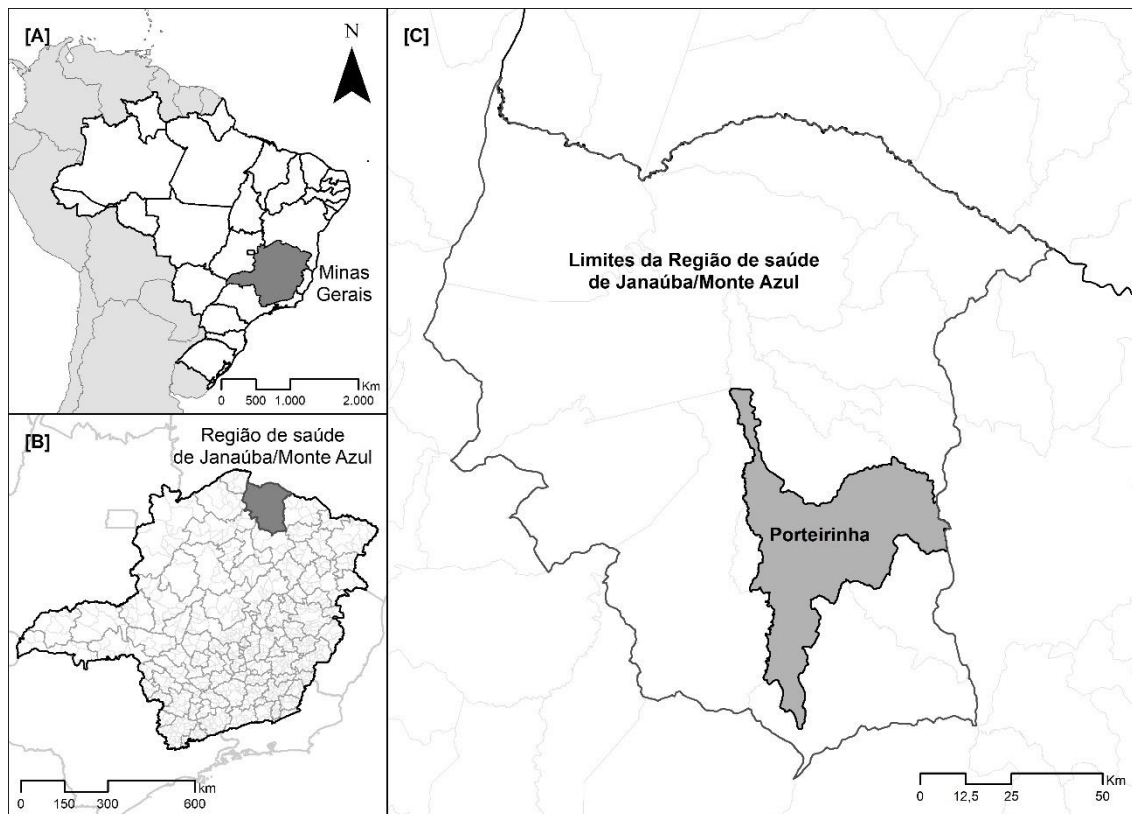 [A]
N
Minas
Gerais
Km
0 500 1.000 2.000
[B]
Região de saúde
de Janaúba/Monte Azul
km
0 150 300 600
[C]
Limites da Região de saúde
de Janaúba/Monte Azul
Porteirinha
Km
0 12,5 25 50